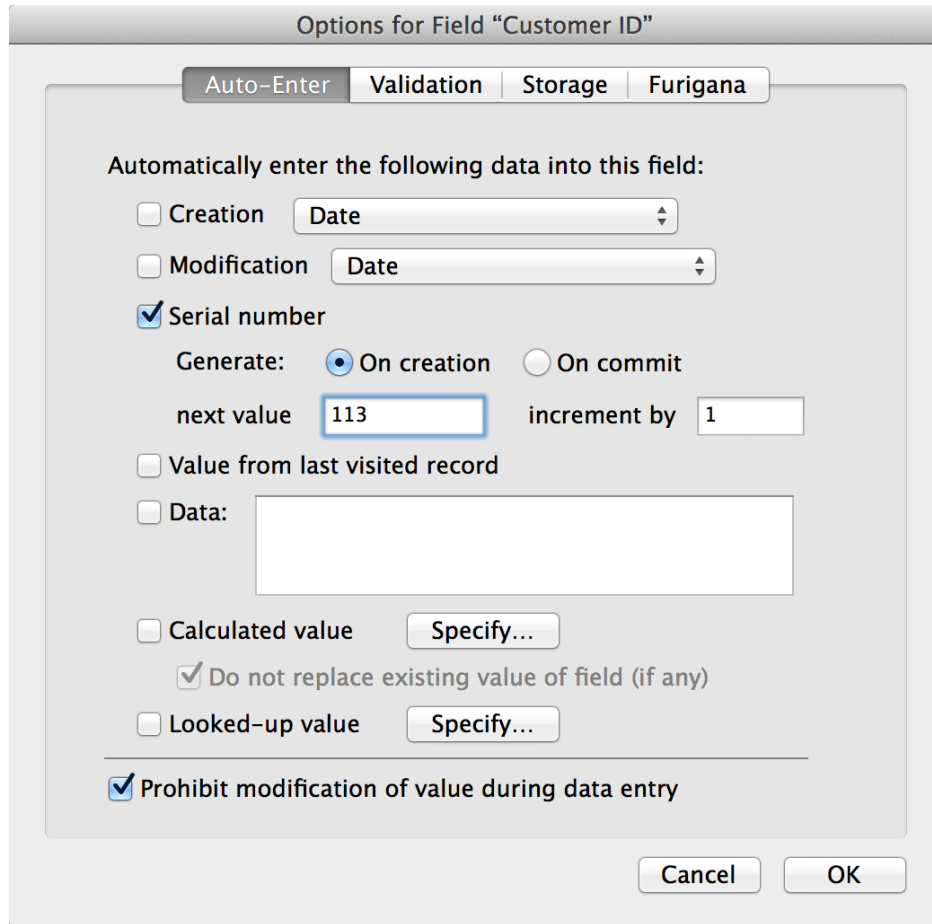 Options for Field “Customer ID”
Auto-Enter Validation Storage Furigana
Automatically enter the following data into this field:
Creation Date
Modification Date
Serial number
Generate: On creation On commit
next value 113 increment by 1
Value from last visited record
Data:
Calculated value Specify...
Do not replace existing value of field (if any)
Looked-up value Specify...
Prohibit modification of value during data entry
Cancel OK